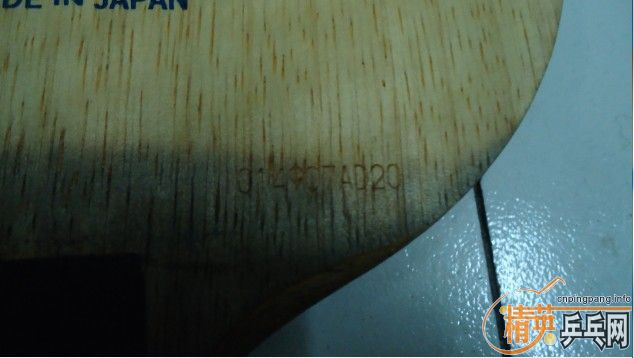 DE IN JAPAN
cnpingpang.info
精英乒乓网